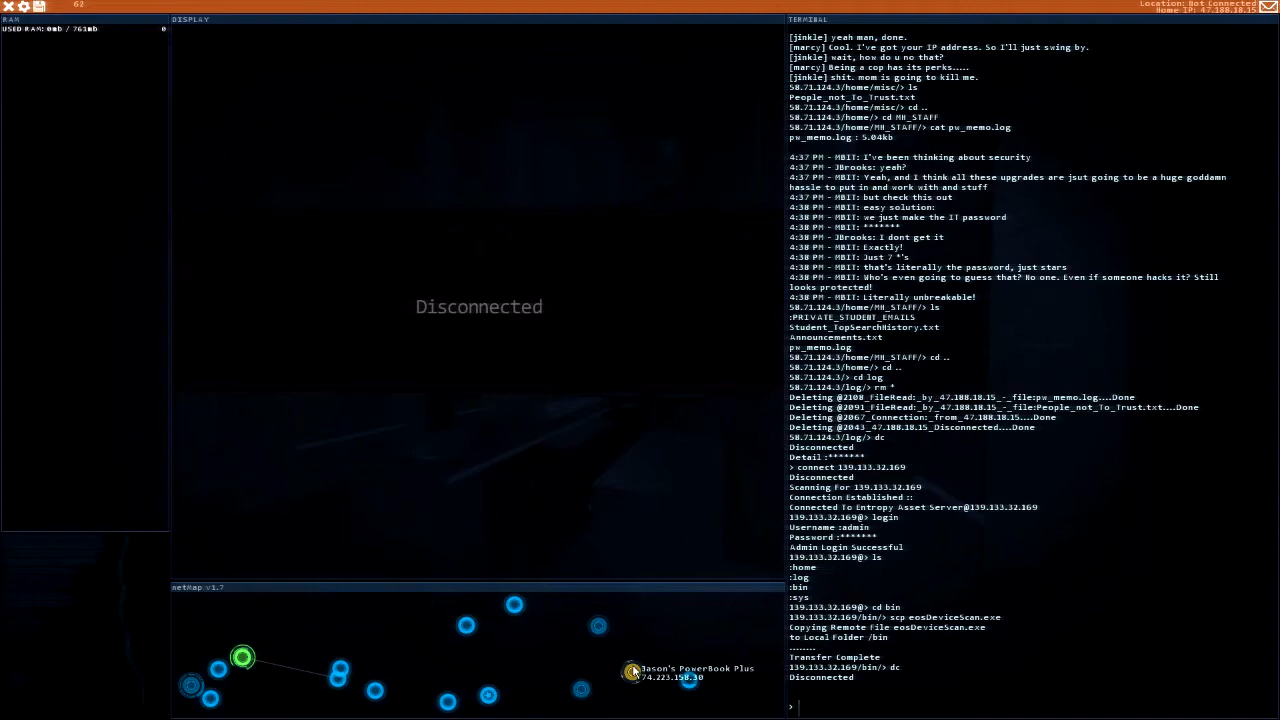 62
Location: Not Connected
Home IP: 47.188.18.15
RAM
USED RAM: 0mb / 761mb 0
DISPLAY
Disconnected
netMap v1.7
Jason's PowerBook Plus
74.223.158.30
TERMINAL
[jinkle] yeah man, done.
[marcy] Cool. I've got your IP address. So I'll just swing by.
[jinkle] wait, how do u no that?
[marcy] Being a cop has its perks.....
[jinkle] shit. mom is going to kill me.
58.71.124.3/home/misc/> ls
People_not_To_Trust.txt
58.71.124.3/home/misc/> cd ..
58.71.124.3/home/> cd MH_STAFF
58.71.124.3/home/MH_STAFF/> cat pw_memo.log
pw_memo.log : 5.04kb
4:37 PM - MBIT: I've been thinking about security
4:37 PM - JBrooks: yeah?
4:37 PM - MBIT: Yeah, and I think all these upgrades are jsut going to be a huge goddamn
hassle to put in and work with and stuff
4:37 PM - MBIT: but check this out
4:38 PM - MBIT: easy solution:
4:38 PM - MBIT: we just make the IT password
4:38 PM - MBIT: *******
4:38 PM - JBrooks: I dont get it
4:38 PM - MBIT: Exactly!
4:38 PM - MBIT: Just 7 *'s
4:38 PM - MBIT: that's literally the password, just stars
4:38 PM - MBIT: Who's even going to guess that? No one. Even if someone hacks it? Still
looks protected!
4:38 PM - MBIT: Literally unbreakable!
58.71.124.3/home/MH_STAFF/> ls
:PRIVATE_STUDENT_EMAILS
Student_TopSearchHistory.txt
Announcements.txt
pw_memo.log
58.71.124.3/home/MH_STAFF/> cd ..
58.71.124.3/home/> cd ..
58.71.124.3/> cd log
58.71.124.3/log/> rm *
Deleting @2108_FileRead:_by_47.188.18.15_-_file:pw_memo.log....Done
Deleting @2091_FileRead:_by_47.188.18.15_-_file:People_not_To_Trust.txt....Done
Deleting @2067_Connection:_from_47.188.18.15....Done
Deleting @2043_47.188.18.15_Disconnected....Done
58.71.124.3/log/> dc
Disconnected
Detail :*******
> connect 139.133.32.169
Disconnected
Scanning For 139.133.32.169
Connection Established ::
Connected To Entropy Asset Server@139.133.32.169
139.133.32.169@> login
Username :admin
Password :*******
Admin Login Successful
139.133.32.169@> ls
:home
:log
:bin
:sys
139.133.32.169@> cd bin
139.133.32.169/bin/> scp eosDeviceScan.exe
Copying Remote File eosDeviceScan.exe
to Local Folder /bin
........
Transfer Complete
139.133.32.169/bin/> dc
Disconnected
>